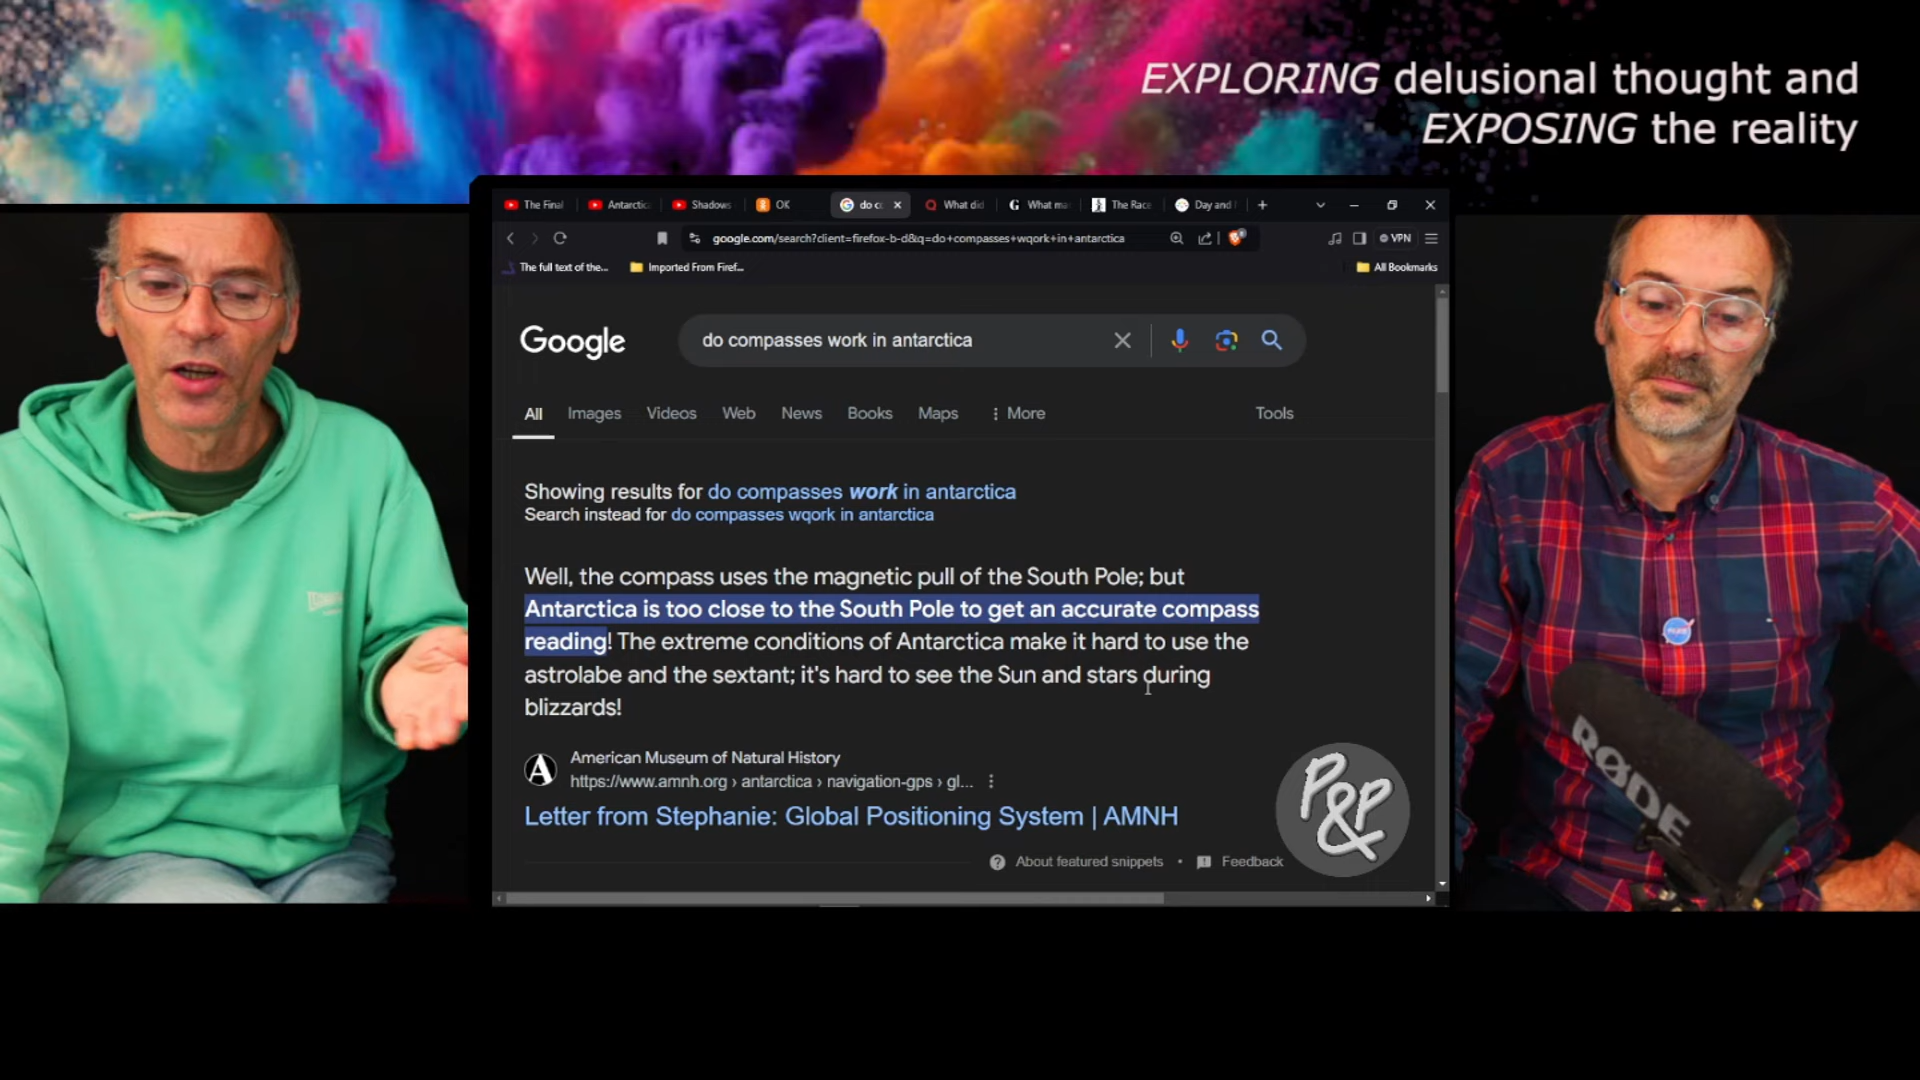 EXPLORING delusional thought and
EXPOSING the reality
The Final
Antarctic
Shadows
OK
do co
What did
What ma
The Race
Day and
google.com/search?client=firefox-b-d&q=do+compasses+wqork+in+antarctica
VPN
The full text of the...
Imported From Firef...
All Bookmarks
Google
do compasses work in antarctica
All Images Videos Web News Books Maps More Tools
Showing results for do compasses work in antarctica
Search instead for do compasses wqork in antarctica
Well, the compass uses the magnetic pull of the South Pole; but
Antarctica is too close to the South Pole to get an accurate compass
reading! The extreme conditions of Antarctica make it hard to use the
astrolabe and the sextant; it's hard to see the Sun and stars during
blizzards!
American Museum of Natural History
https://www.amnh.org › antarctica › navigation-gps › gl...
Letter from Stephanie: Global Positioning System | AMNH
About featured snippets • Feedback
P&P
RØDE